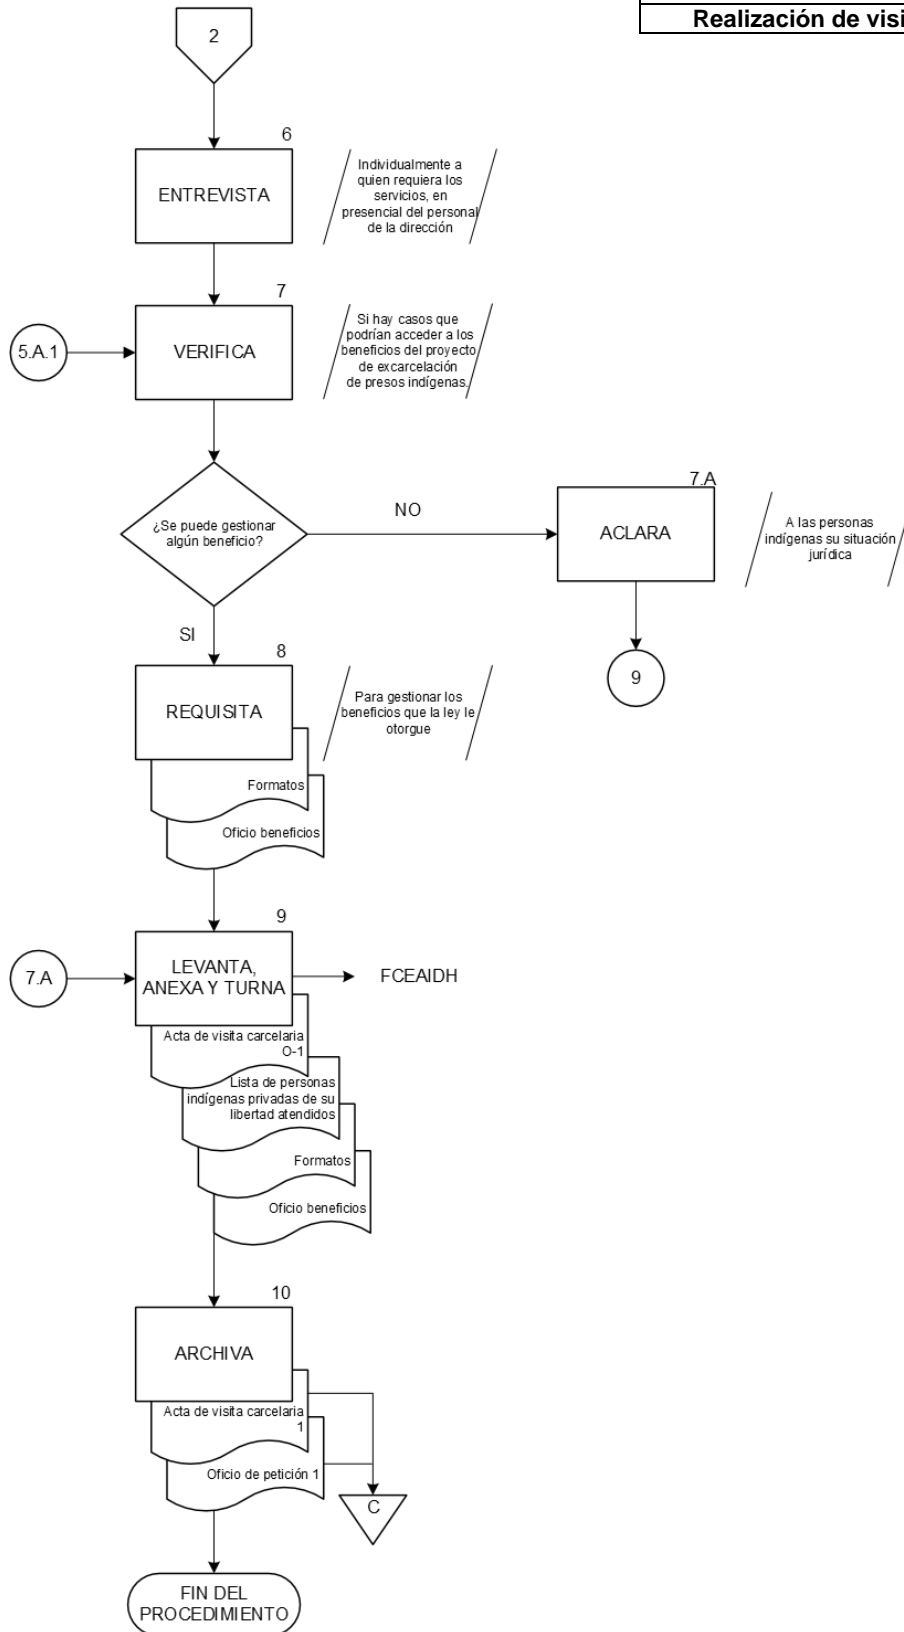 Realización de visi
2
6
ENTREVISTA
Individualmente a
quien requiera los
servicios, en
presencial del personal
de la dirección
7
5.A.1
VERIFICA
Si hay casos que
podrían acceder a los
beneficios del proyecto
de excarcelación
de presos indígenas.
¿Se puede gestionar
algún beneficio?
NO
7.A
ACLARA
A las personas
indígenas su situación
jurídica
9
SI
8
REQUISITA
Para gestionar los
beneficios que la ley le
otorgue
Formatos
Oficio beneficios
9
7.A
LEVANTA,
ANEXA Y TURNA
FCEAIDH
Acta de visita carcelaria
O-1
Lista de personas
indígenas privadas de su
libertad atendidos
Formatos
Oficio beneficios
10
ARCHIVA
Acta de visita carcelaria
1
Oficio de petición 1
C
FIN DEL
PROCEDIMIENTO